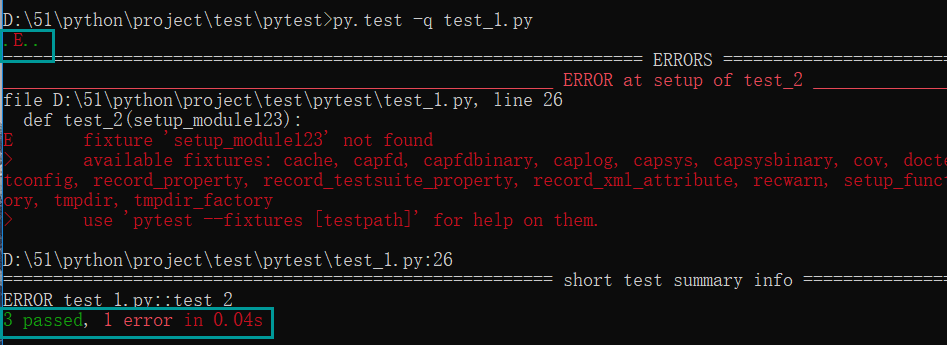 D:\51\python\project\test\pytest>py.test -q test_1.py
.E..
================================================= ERRORS =================
_________________________________________ ERROR at setup of test_2 __________
file D:\51\python\project\test\pytest\test_1.py, line 26
def test_2(setup_module123):
E fixture 'setup_module123' not found
> available fixtures: cache, capfd, capfdbinary, caplog, capsys, capsysbinary, cov, docte
tconfig, record_property, record_testsuite_property, record_xml_attribute, recwarn, setup_funct
ory, tmpdir, tmpdir_factory
> use 'pytest --fixtures [testpath]' for help on them.
D:\51\python\project\test\pytest\test_1.py:26
========================================= short test summary info ===========
ERROR test_1.py::test_2
3 passed, 1 error in 0.04s